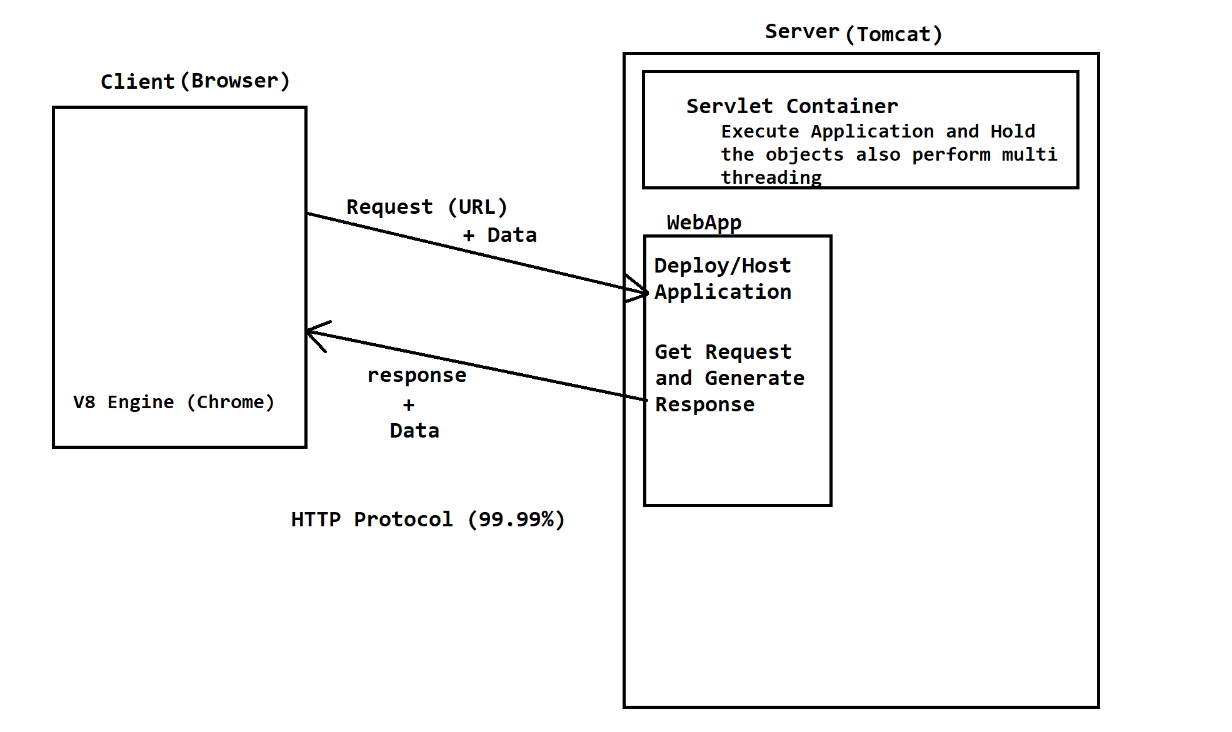 Server (Tomcat)
Client (Browser)
Servlet Container
Execute Application and Hold
the objects also perform multi
threading
Request (URL)
+ Data
WebApp
Deploy/Host
Application
Get Request
and Generate
Response
response
+
Data
V8 Engine (Chrome)
HTTP Protocol (99.99%)